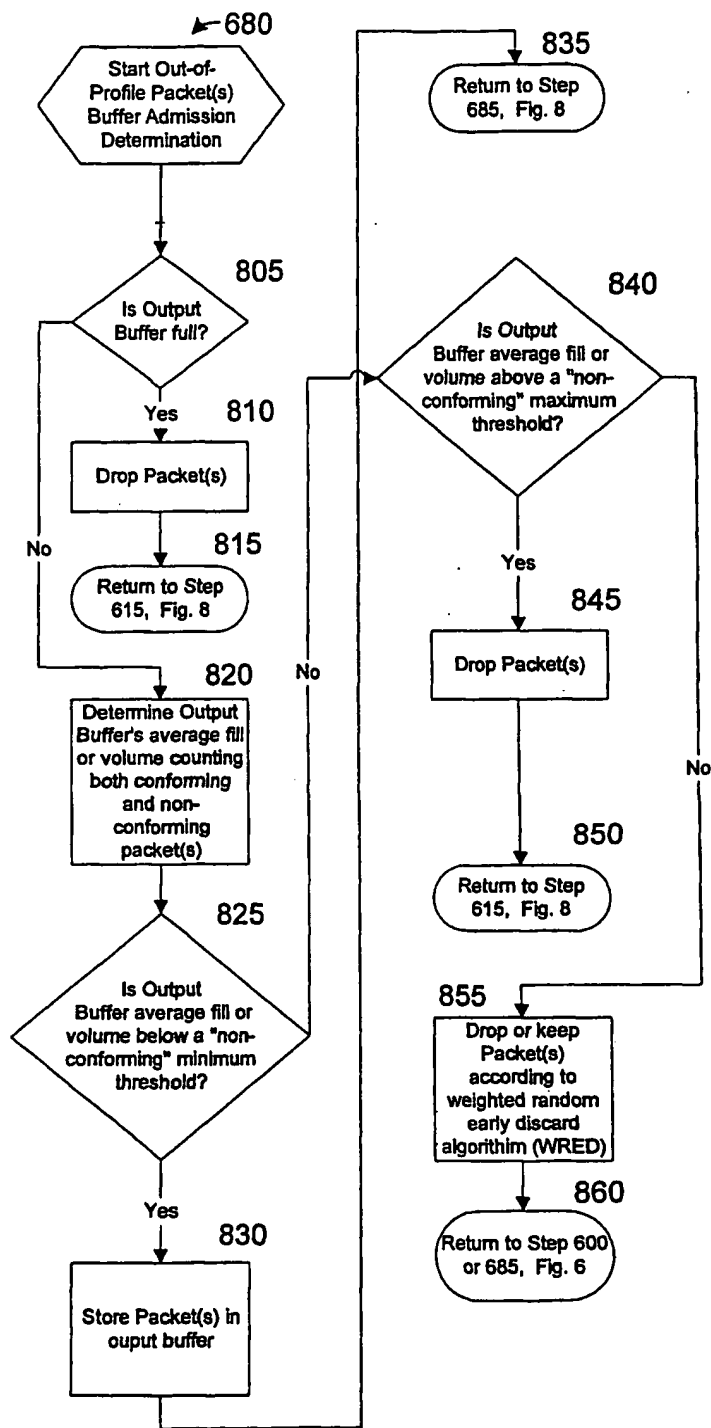 680
Start Out-of-
Profile Packet(s)
Buffer Admission
Determination
805
Is Output
Buffer full?
Yes
810
Drop Packet(s)
815
No
Return to Step
615, Fig. 8
820
Determine Output
Buffer's average fill
or volume counting
both conforming
and non-
conforming
packet(s)
825
Is Output
Buffer average fill or
volume below a "non-
conforming" minimum
threshold?
No
Yes
830
Store Packet(s) in
ouput buffer
835
Return to Step
685, Fig. 8
840
Is Output
Buffer average fill or
volume above a "non-
conforming" maximum
threshold?
Yes
845
Drop Packet(s)
No
850
Return to Step
615, Fig. 8
855
Drop or keep
Packet(s)
according to
weighted random
early discard
algorithim (WRED)
860
Return to Step 600
or 685, Fig. 6